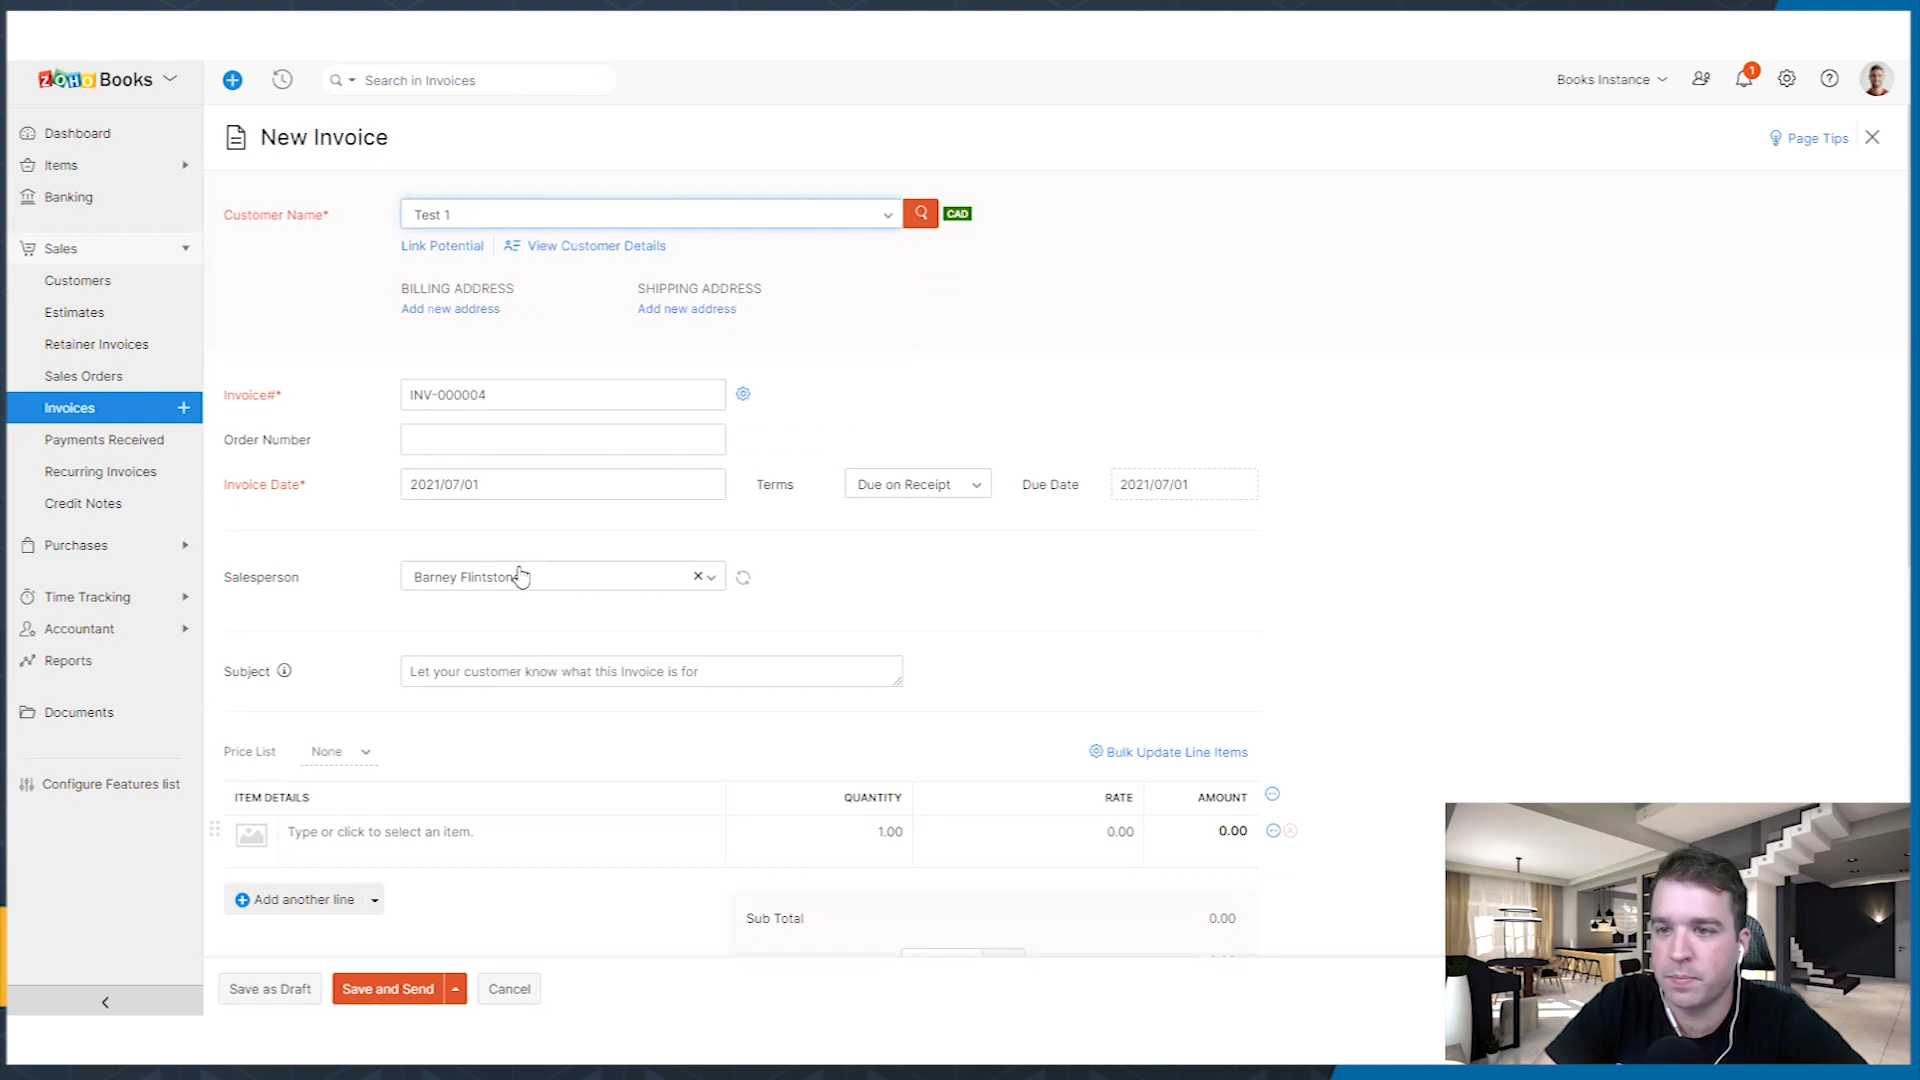 ZOHO Books
Search in Invoices
Books Instance
1
Dashboard
Items
Banking
Sales
Customers
Estimates
Retainer Invoices
Sales Orders
Invoices +
Payments Received
Recurring Invoices
Credit Notes
Purchases
Time Tracking
Accountant
Reports
Documents
Configure Features list
New Invoice
Page Tips
Customer Name*
Test 1
CAD
Link Potential
View Customer Details
BILLING ADDRESS
Add new address
SHIPPING ADDRESS
Add new address
Invoice#*
INV-000004
Order Number
Invoice Date*
2021/07/01
Terms
Due on Receipt
Due Date
2021/07/01
Salesperson
Barney Flintstone
Subject
Let your customer know what this Invoice is for
Price List
None
Bulk Update Line Items
ITEM DETAILS
QUANTITY
RATE
AMOUNT
Type or click to select an item.
1.00
0.00
0.00
Add another line
Sub Total
0.00
Save as Draft
Save and Send
Cancel